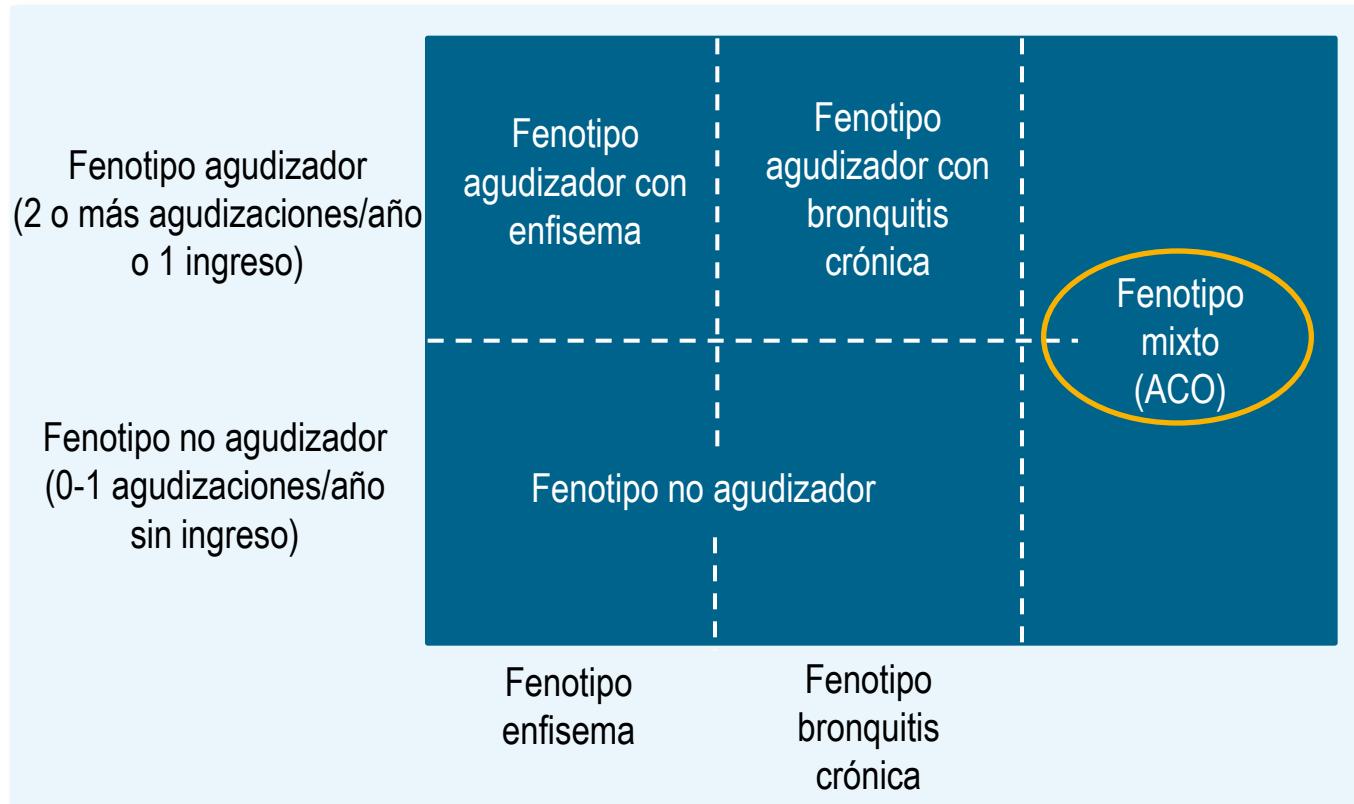 Fenotipo agudizador
(2 o más agudizaciones/año
o 1 ingreso)
Fenotipo
agudizador con
enfisema
Fenotipo
agudizador con
bronquitis
crónica
Fenotipo
mixto
(ACO)
Fenotipo no agudizador
(0-1 agudizaciones/año
sin ingreso)
Fenotipo no agudizador
Fenotipo
enfisema
Fenotipo
bronquitis
crónica